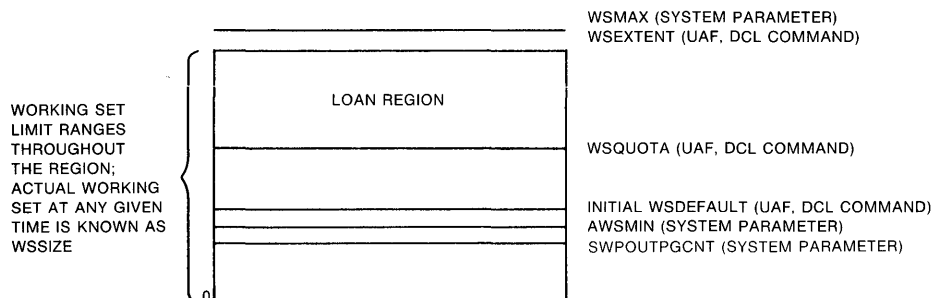 WSMAX (SYSTEM PARAMETER)
WSEXTENT (UAF, DCL COMMAND)
LOAN REGION
WORKING SET
LIMIT RANGES
THROUGHOUT
THE REGION;
ACTUAL WORKING
SET AT ANY GIVEN
TIME IS KNOWN AS
WSSIZE
WSQUOTA (UAF, DCL COMMAND)
INITIAL WSDEFAULT (UAF, DCL COMMAND)
AWSMIN (SYSTEM PARAMETER)
SWPOUTPGCNT (SYSTEM PARAMETER)
0